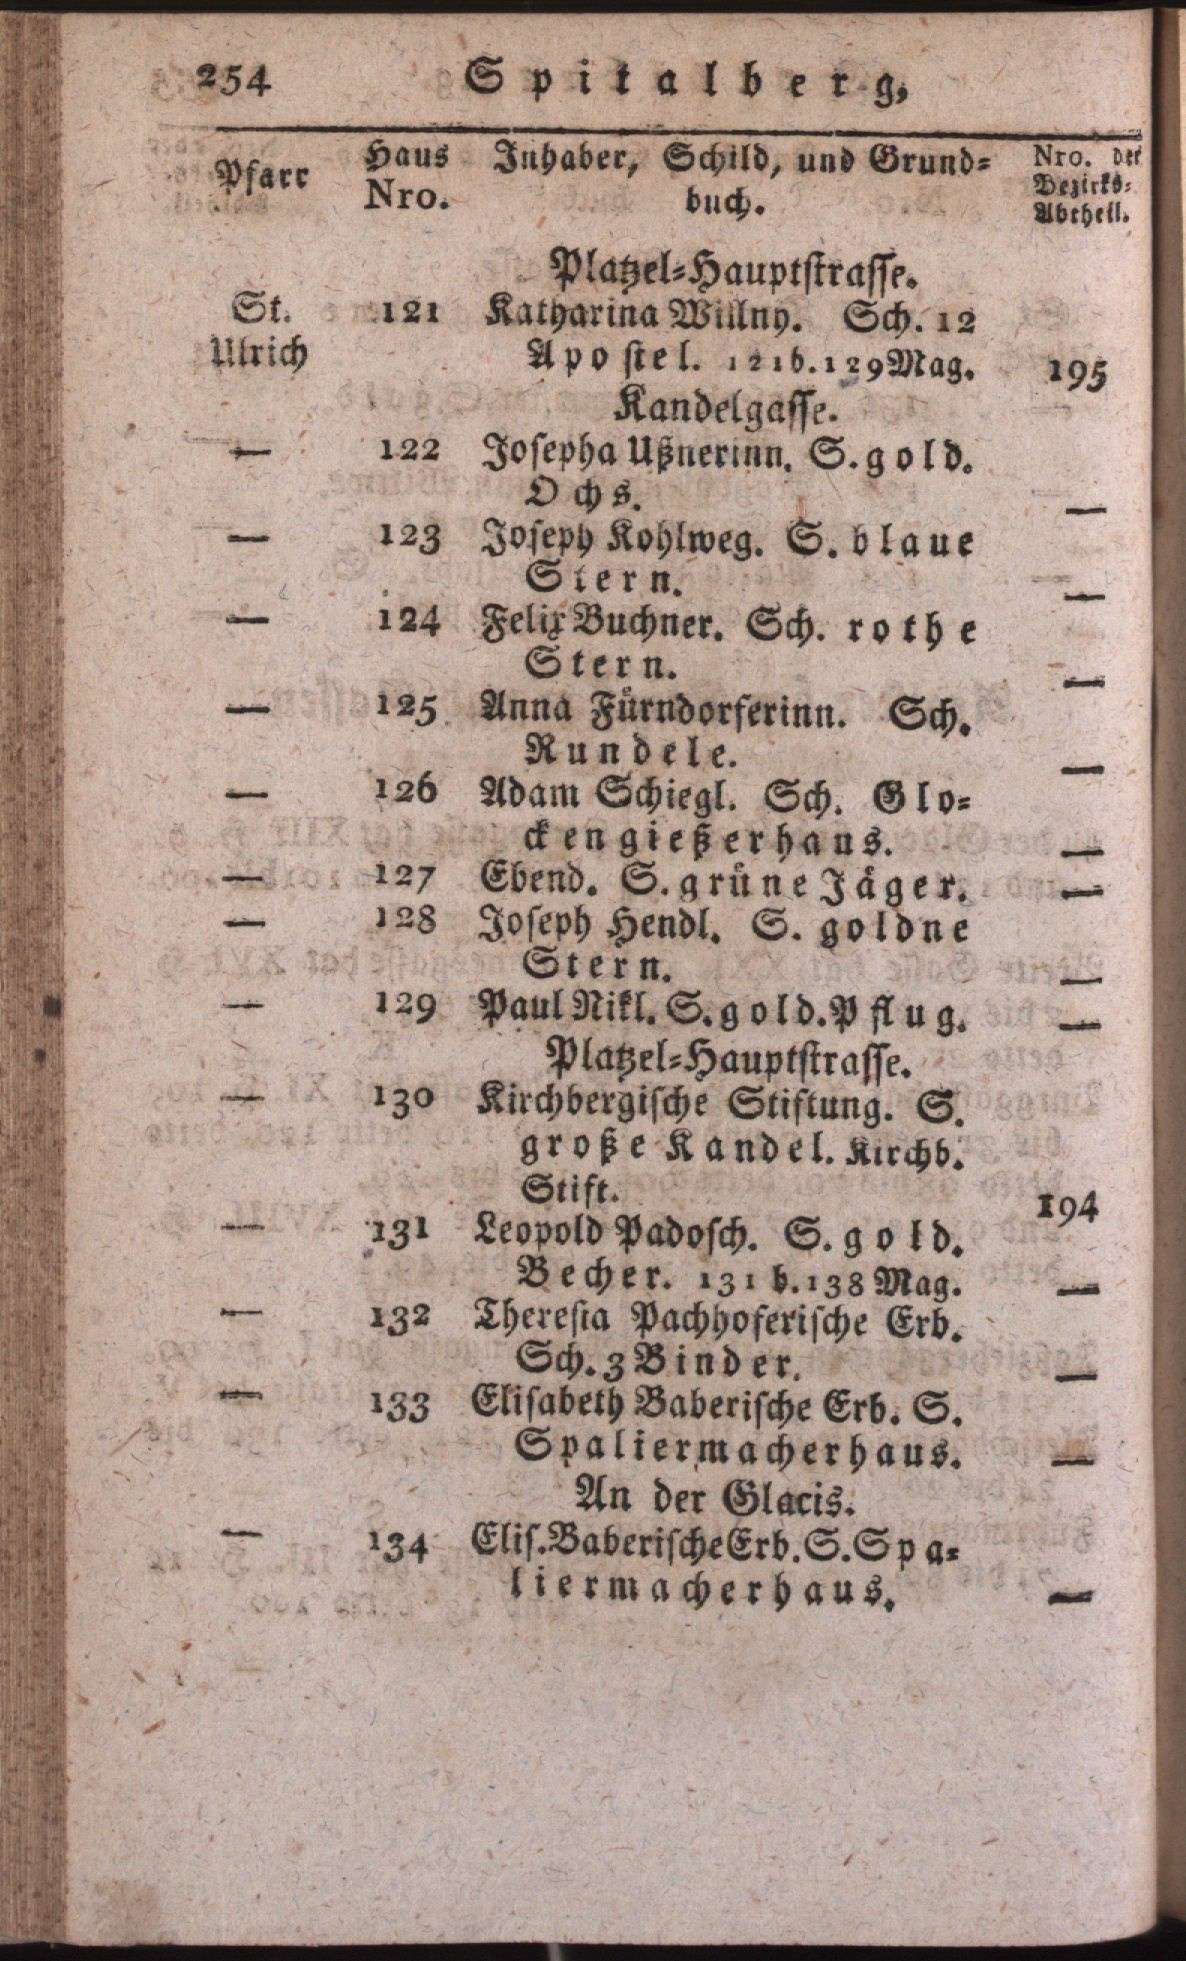 254 Spitalberg,
Pfarr Haus Nro. Inhaber, Schild, und Grund= buch. Nro. der Bezirks= Abtheil.
Platzel=Hauptstrasse.
St. 121 Katharina Willny. Sch. 12
Ulrich Apostel. 121b.129Mag. 195
Kandelgasse.
— 122 Josepha Ußnerinn. S. gold.
Ochs. —
— 123 Joseph Kohlweg. S. blaue
Stern. —
— 124 Felix Buchner. Sch. rothe
Stern. —
— 125 Anna Fürndorferinn. Sch.
Rundele. —
— 126 Adam Schiegl. Sch. Glo=
ckengießerhaus. —
— 127 Ebend. S. grüne Jäger. —
— 128 Joseph Hendl. S. goldne
Stern. —
— 129 Paul Nikl. S. gold. Pflug. —
Platzel=Hauptstrasse.
— 130 Kirchbergische Stiftung. S.
große Kandel. Kirchb.
Stift. 194
— 131 Leopold Padosch. S. gold.
Becher. 131 b. 138 Mag. —
— 132 Theresia Pachhoferische Erb.
Sch. 3 Binder. —
— 133 Elisabeth Baberische Erb. S.
Spaliermacherhaus. —
An der Glacis.
— 134 Elis. Baberische Erb. S. Spa=
liermacherhaus. —